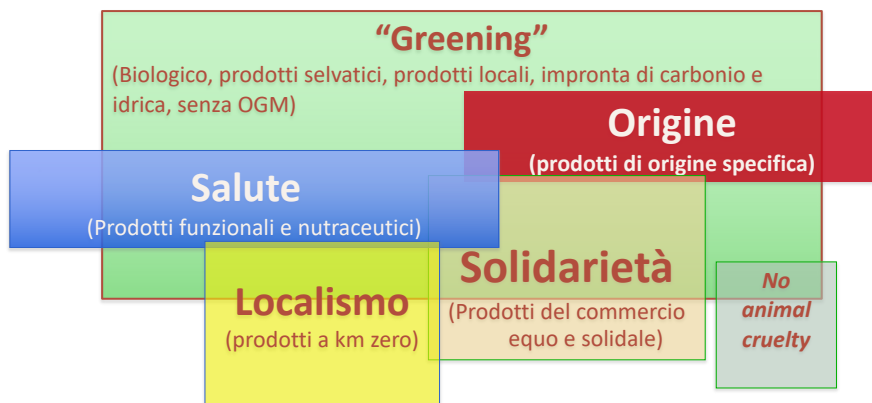 “Greening”
(Biologico, prodotti selvatici, prodotti locali, impronta di carbonio e
idrica, senza OGM)
Origine
(prodotti di origine specifica)
Salute
(Prodotti funzionali e nutraceutici)
Solidarietà
(Prodotti del commercio
equo e solidale)
Localismo
(prodotti a km zero)
No
animal
cruelty